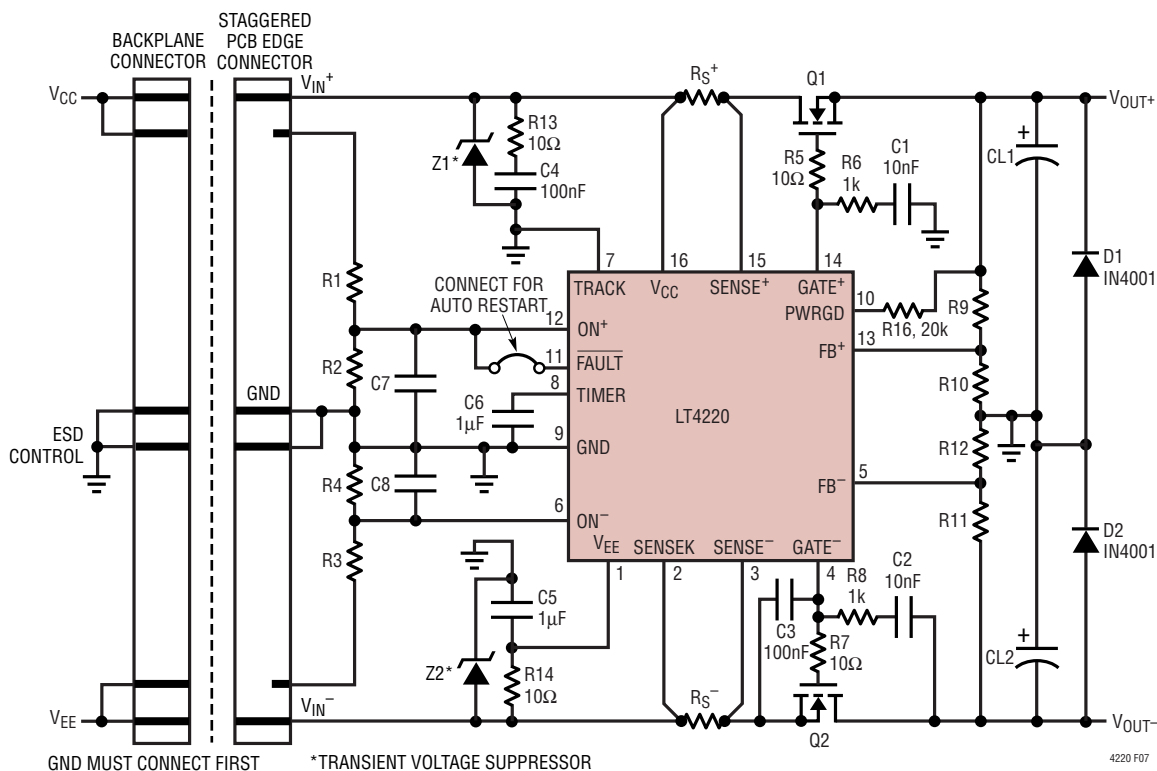 BACKPLANE
CONNECTOR
STAGGERED
PCB EDGE
CONNECTOR
VCC
VIN+
RS+
Q1
VOUT+
Z1*
R13
10Ω
C4
100nF
R5
10Ω
R6
1k
C1
10nF
CL1
+
D1
IN4001
R1
CONNECT FOR
AUTO RESTART
7
16
15
14
TRACK
VCC
SENSE+
GATE+
10
PWRGD
R16, 20k
R9
12
ON+
13
FB+
11
FAULT
R2
C7
8
TIMER
C6
1µF
R10
GND
LT4220
9
GND
ESD
CONTROL
R12
R4
C8
5
FB−
6
ON−
R11
VEE
SENSEK
SENSE−
GATE−
D2
IN4001
R3
1
2
3
4
C5
1µF
R8
1k
C2
10nF
C3
100nF
R7
10Ω
CL2
+
Z2*
R14
10Ω
VIN−
RS−
VEE
VOUT−
Q2
GND MUST CONNECT FIRST
*TRANSIENT VOLTAGE SUPPRESSOR
4220 F07